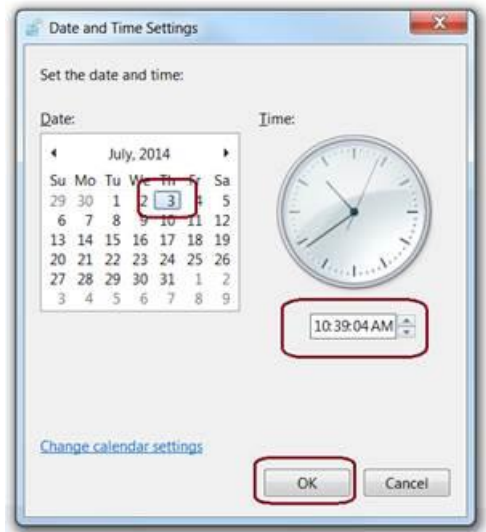 Date and Time Settings
Set the date and time:
Date:
Time:
July, 2014
Su Mo Tu We Th Fr Sa
29 30 1 2 3 4 5
6 7 8 9 10 11 12
13 14 15 16 17 18 19
20 21 22 23 24 25 26
27 28 29 30 31 1 2
3 4 5 6 7 8 9
10:39:04 AM
Change calendar settings
OK
Cancel